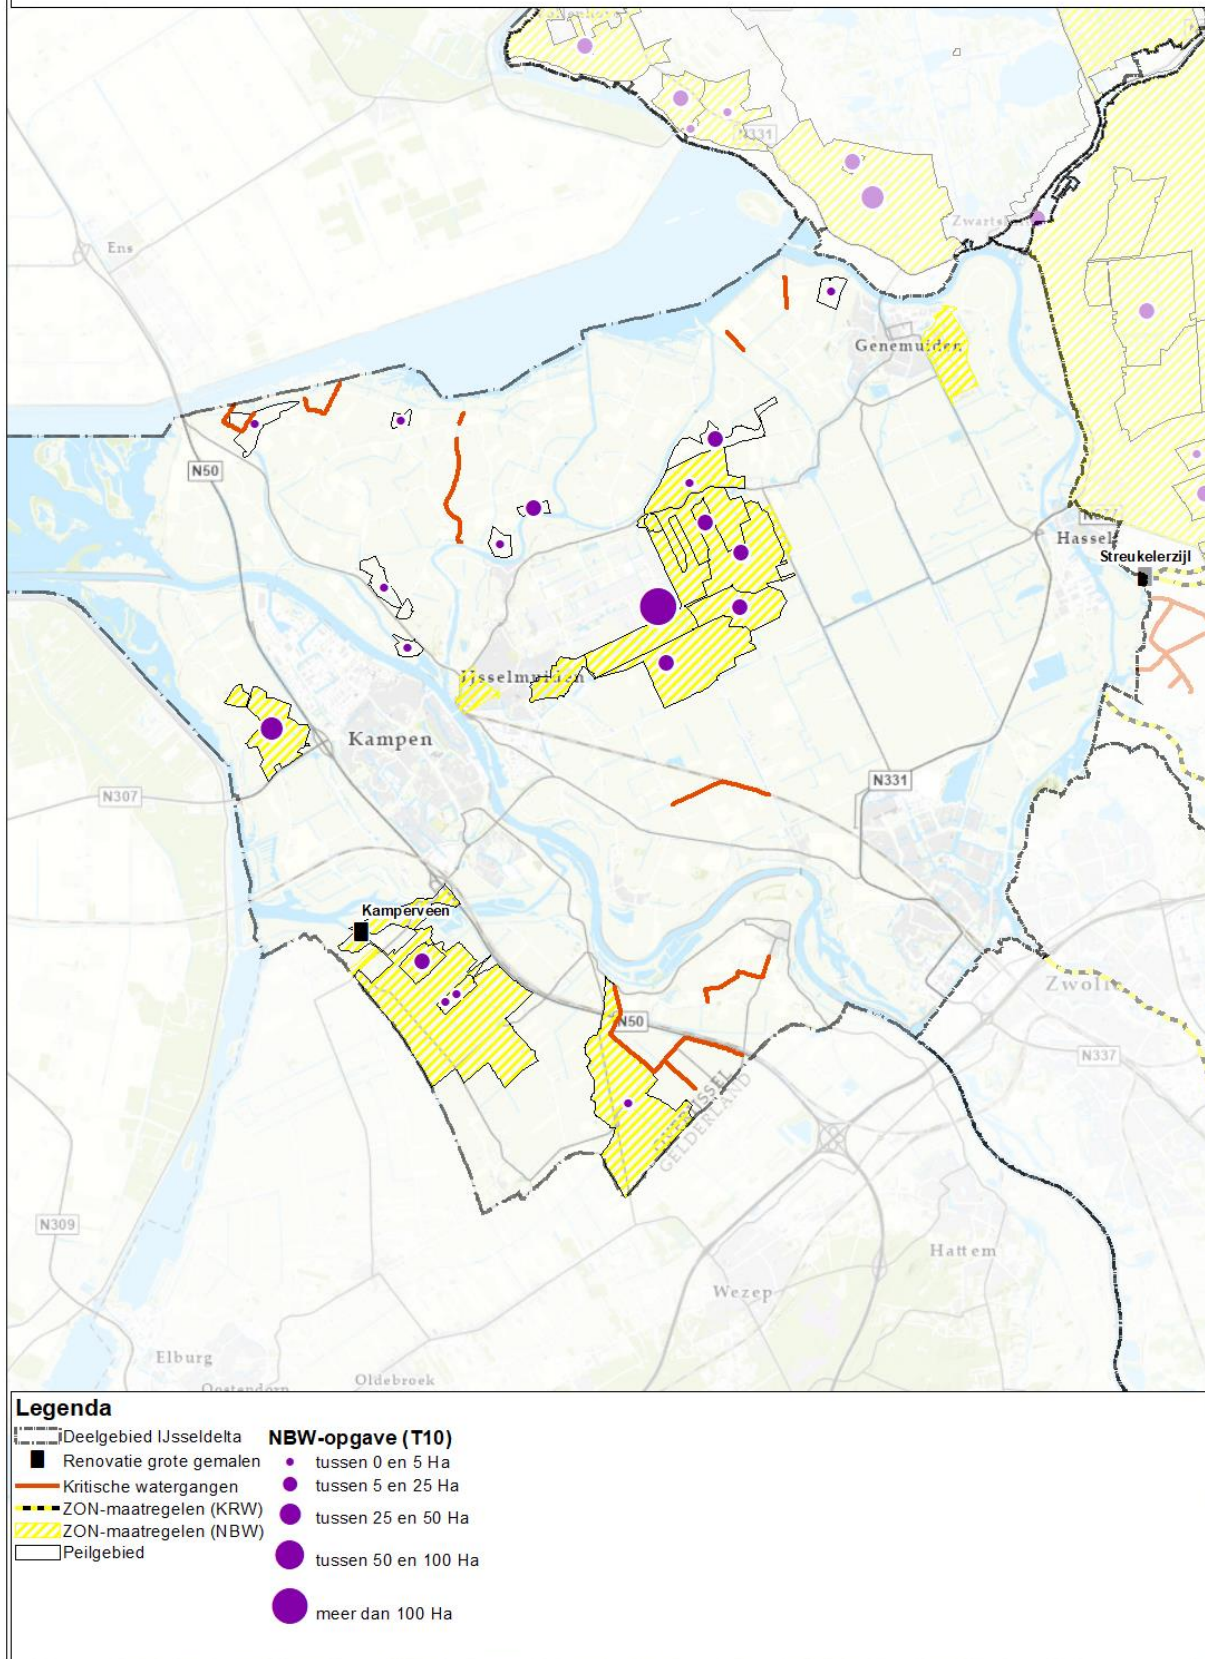 N331
Ens
Genemuiden
N50
Hasselt
Streukelerzijl
IJsselmuiden
Kampen
N307
N331
Kamperveen
Zwolle
N50
N337
OVERIJSSEL
GELDERLAND
N309
Hattem
Wezep
Elburg
Oldebroek
Oostendorp
Legenda
Deelgebied IJsseldelta
Renovatie grote gemalen
Kritische watergangen
ZON-maatregelen (KRW)
ZON-maatregelen (NBW)
Peilgebied
NBW-opgave (T10)
tussen 0 en 5 Ha
tussen 5 en 25 Ha
tussen 25 en 50 Ha
tussen 50 en 100 Ha
meer dan 100 Ha